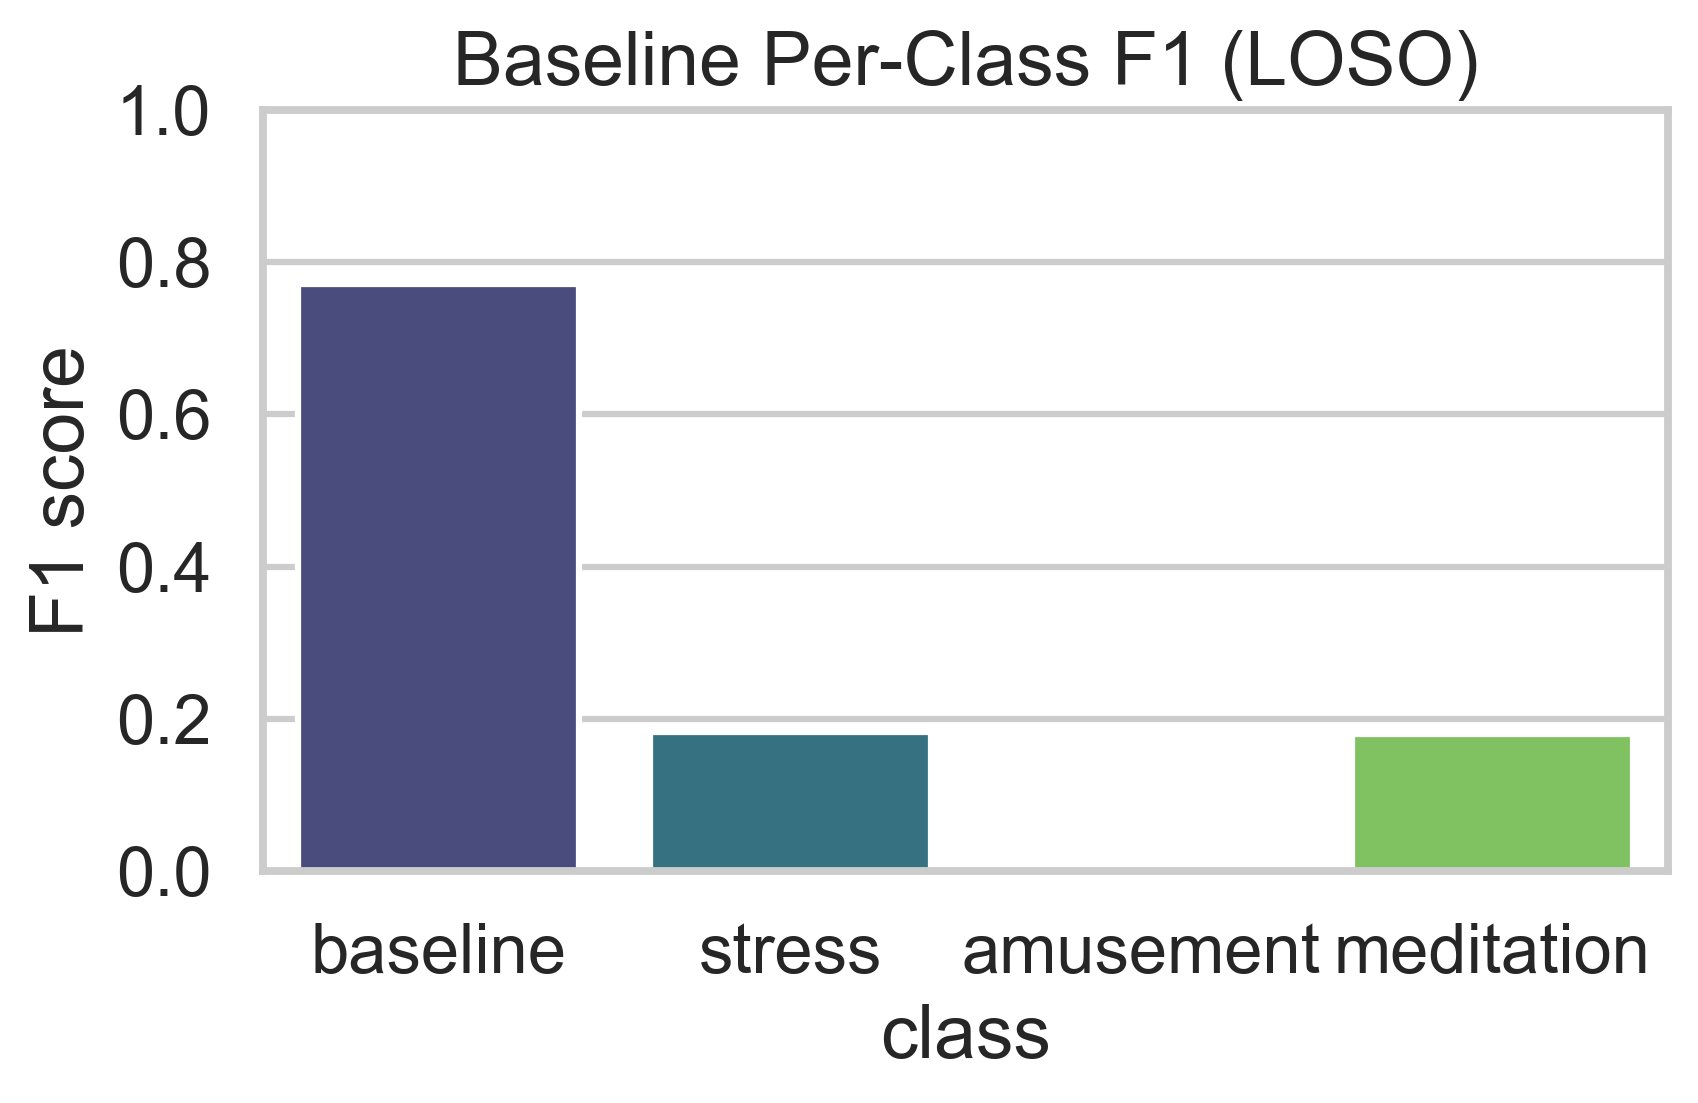 Baseline Per-Class F1 (LOSO)
1.0
0.8
0.6
0.4
0.2
0.0
F1 score
baseline stress amusement meditation
class